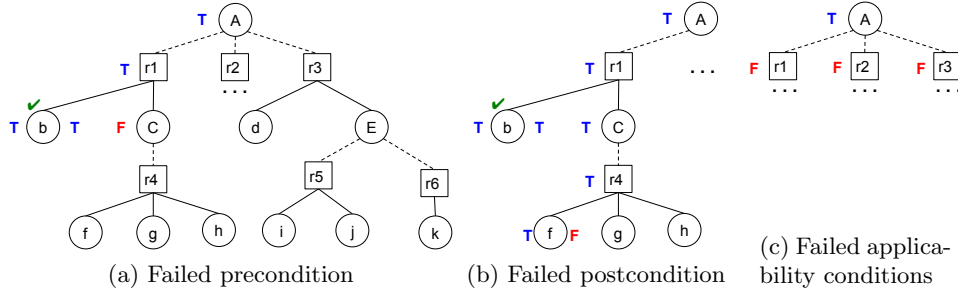 T A T A T A
T r1 r2 r3 T r1 ... F r1 F r2 F r3
... ... ... ...
✔ ✔
T b T F C d E T b T T C
r5 r6
r4 T r4
f g h i j k T f F g h
(a) Failed precondition (b) Failed postcondition (c) Failed applica-
bility conditions